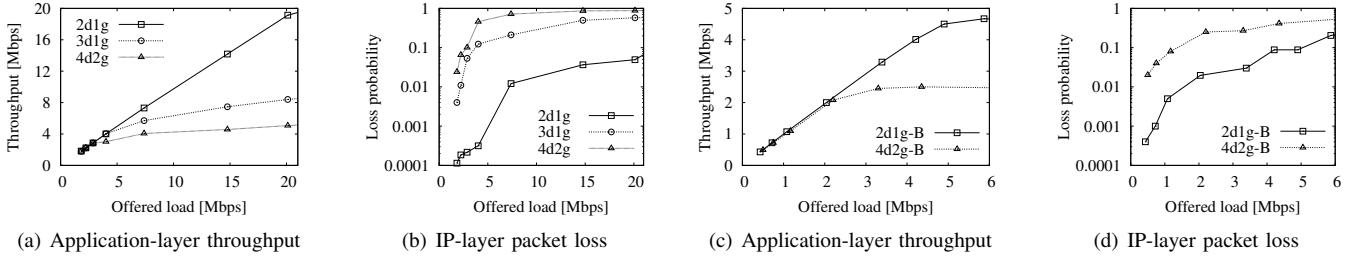 Throughput [Mbps]
20
16
12
8
4
0
2d1g
3d1g
4d2g
0 5 10 15 20
Offered load [Mbps]
(a) Application-layer throughput
Loss probability
1
0.1
0.01
0.001
0.0001
2d1g
3d1g
4d2g
0 5 10 15 20
Offered load [Mbps]
(b) IP-layer packet loss
Throughput [Mbps]
5
4
3
2
1
0
2d1g-B
4d2g-B
0 1 2 3 4 5 6
Offered load [Mbps]
(c) Application-layer throughput
Loss probability
1
0.1
0.01
0.001
0.0001
2d1g-B
4d2g-B
0 1 2 3 4 5 6
Offered load [Mbps]
(d) IP-layer packet loss